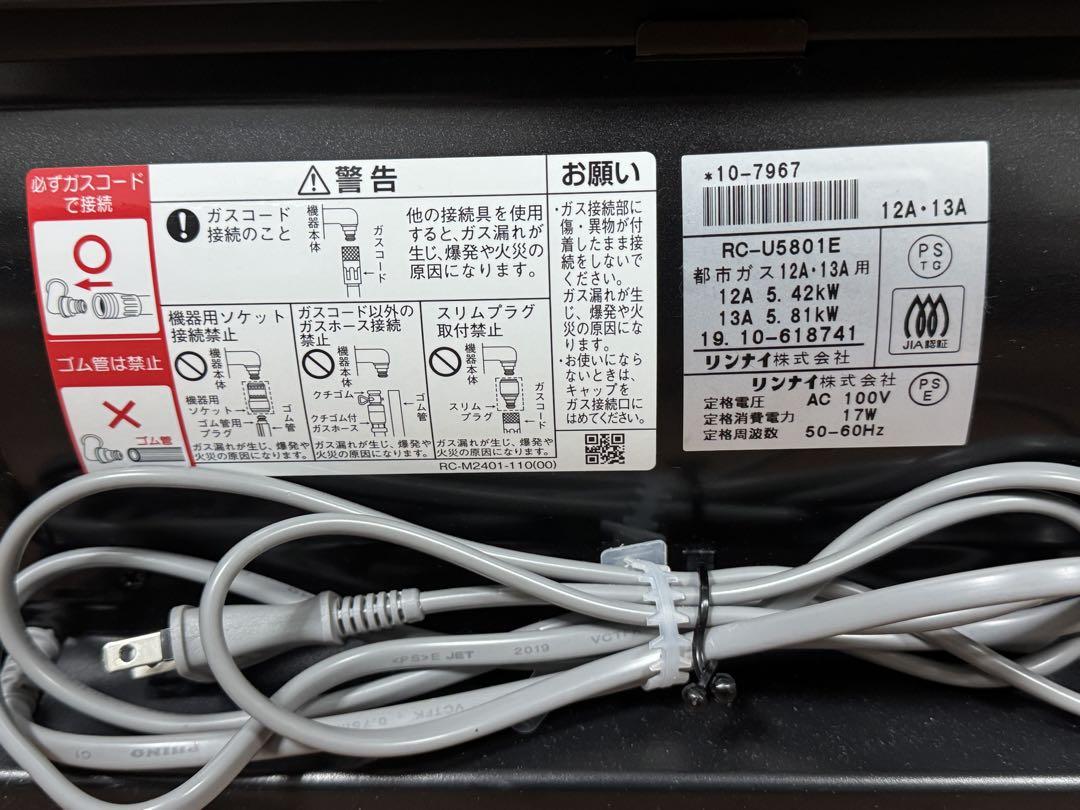 必ずガスコード
で接続
ゴム管は禁止
ゴム管
警告
ガスコード
接続のこと
機器本体
ガスコード
他の接続具を使用
すると、ガス漏れが
生じ、爆発や火災の
原因になります。
機器用ソケット
接続禁止
機器本体
機器用
ソケット
ゴム管用
プラグ
ゴム管
ガス漏れが生じ、爆発や
火災の原因になります。
ガスコード以外の
ガスホース接続
禁止
機器本体
クチゴム
クチゴム付
ガスホース
ゴム管
ガス漏れが生じ、爆発や
火災の原因になります。
スリムプラグ
取付禁止
機器本体
スリム
プラグ
ガスコード
ガス漏れが生じ、爆発や
火災の原因になります。
RC-M2401-110(00)
お願い
・ガス接続部に
傷・異物が付
着したまま接
続をしないで
ください。
ガス漏れが生
じ、爆発や火
災の原因にな
ります。
・お使いになら
ないときは、
キャップを
ガス接続口に
はめてください。
*10-7967
12A・13A
RC-U5801E
都市ガス12A・13A用
12A 5.42kW
13A 5.81kW
19.10-618741
リンナイ株式会社
PS
TG
JIA認証
リンナイ株式会社
定格電圧 AC 100V
定格消費電力 17W
定格周波数 50-60Hz
PS
E
<PS>E JET 2019 VCTF
VCTFK